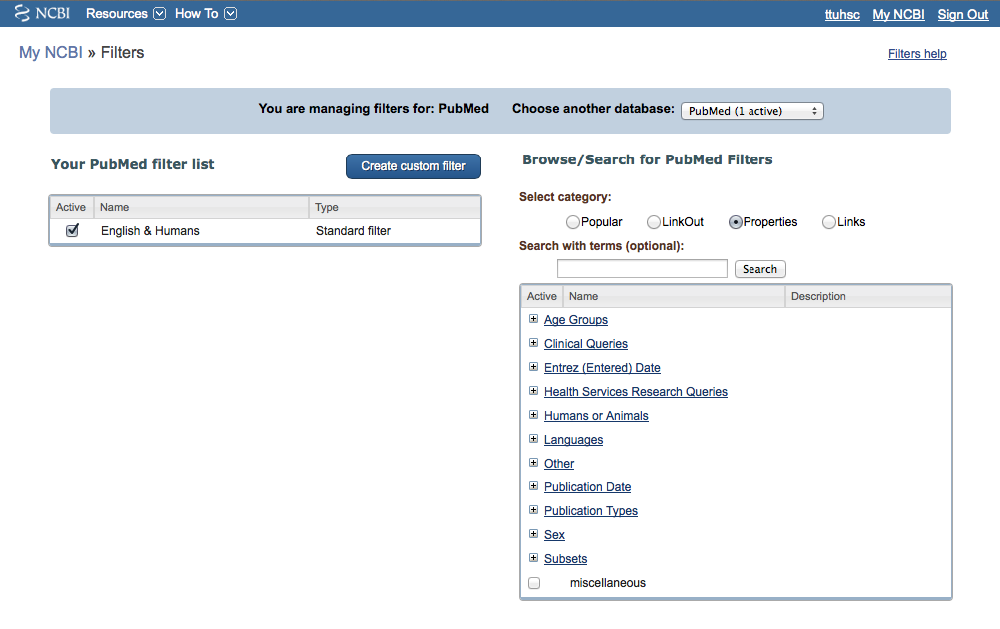 NCBI Resources How To ttuhsc My NCBI Sign Out
My NCBI » Filters Filters help
You are managing filters for: PubMed Choose another database: PubMed (1 active)
Your PubMed filter list
Create custom filter
Active Name Type
English & Humans Standard filter
Browse/Search for PubMed Filters
Select category:
Popular LinkOut Properties Links
Search with terms (optional):
Search
Active Name Description
Age Groups
Clinical Queries
Entrez (Entered) Date
Health Services Research Queries
Humans or Animals
Languages
Other
Publication Date
Publication Types
Sex
Subsets
miscellaneous